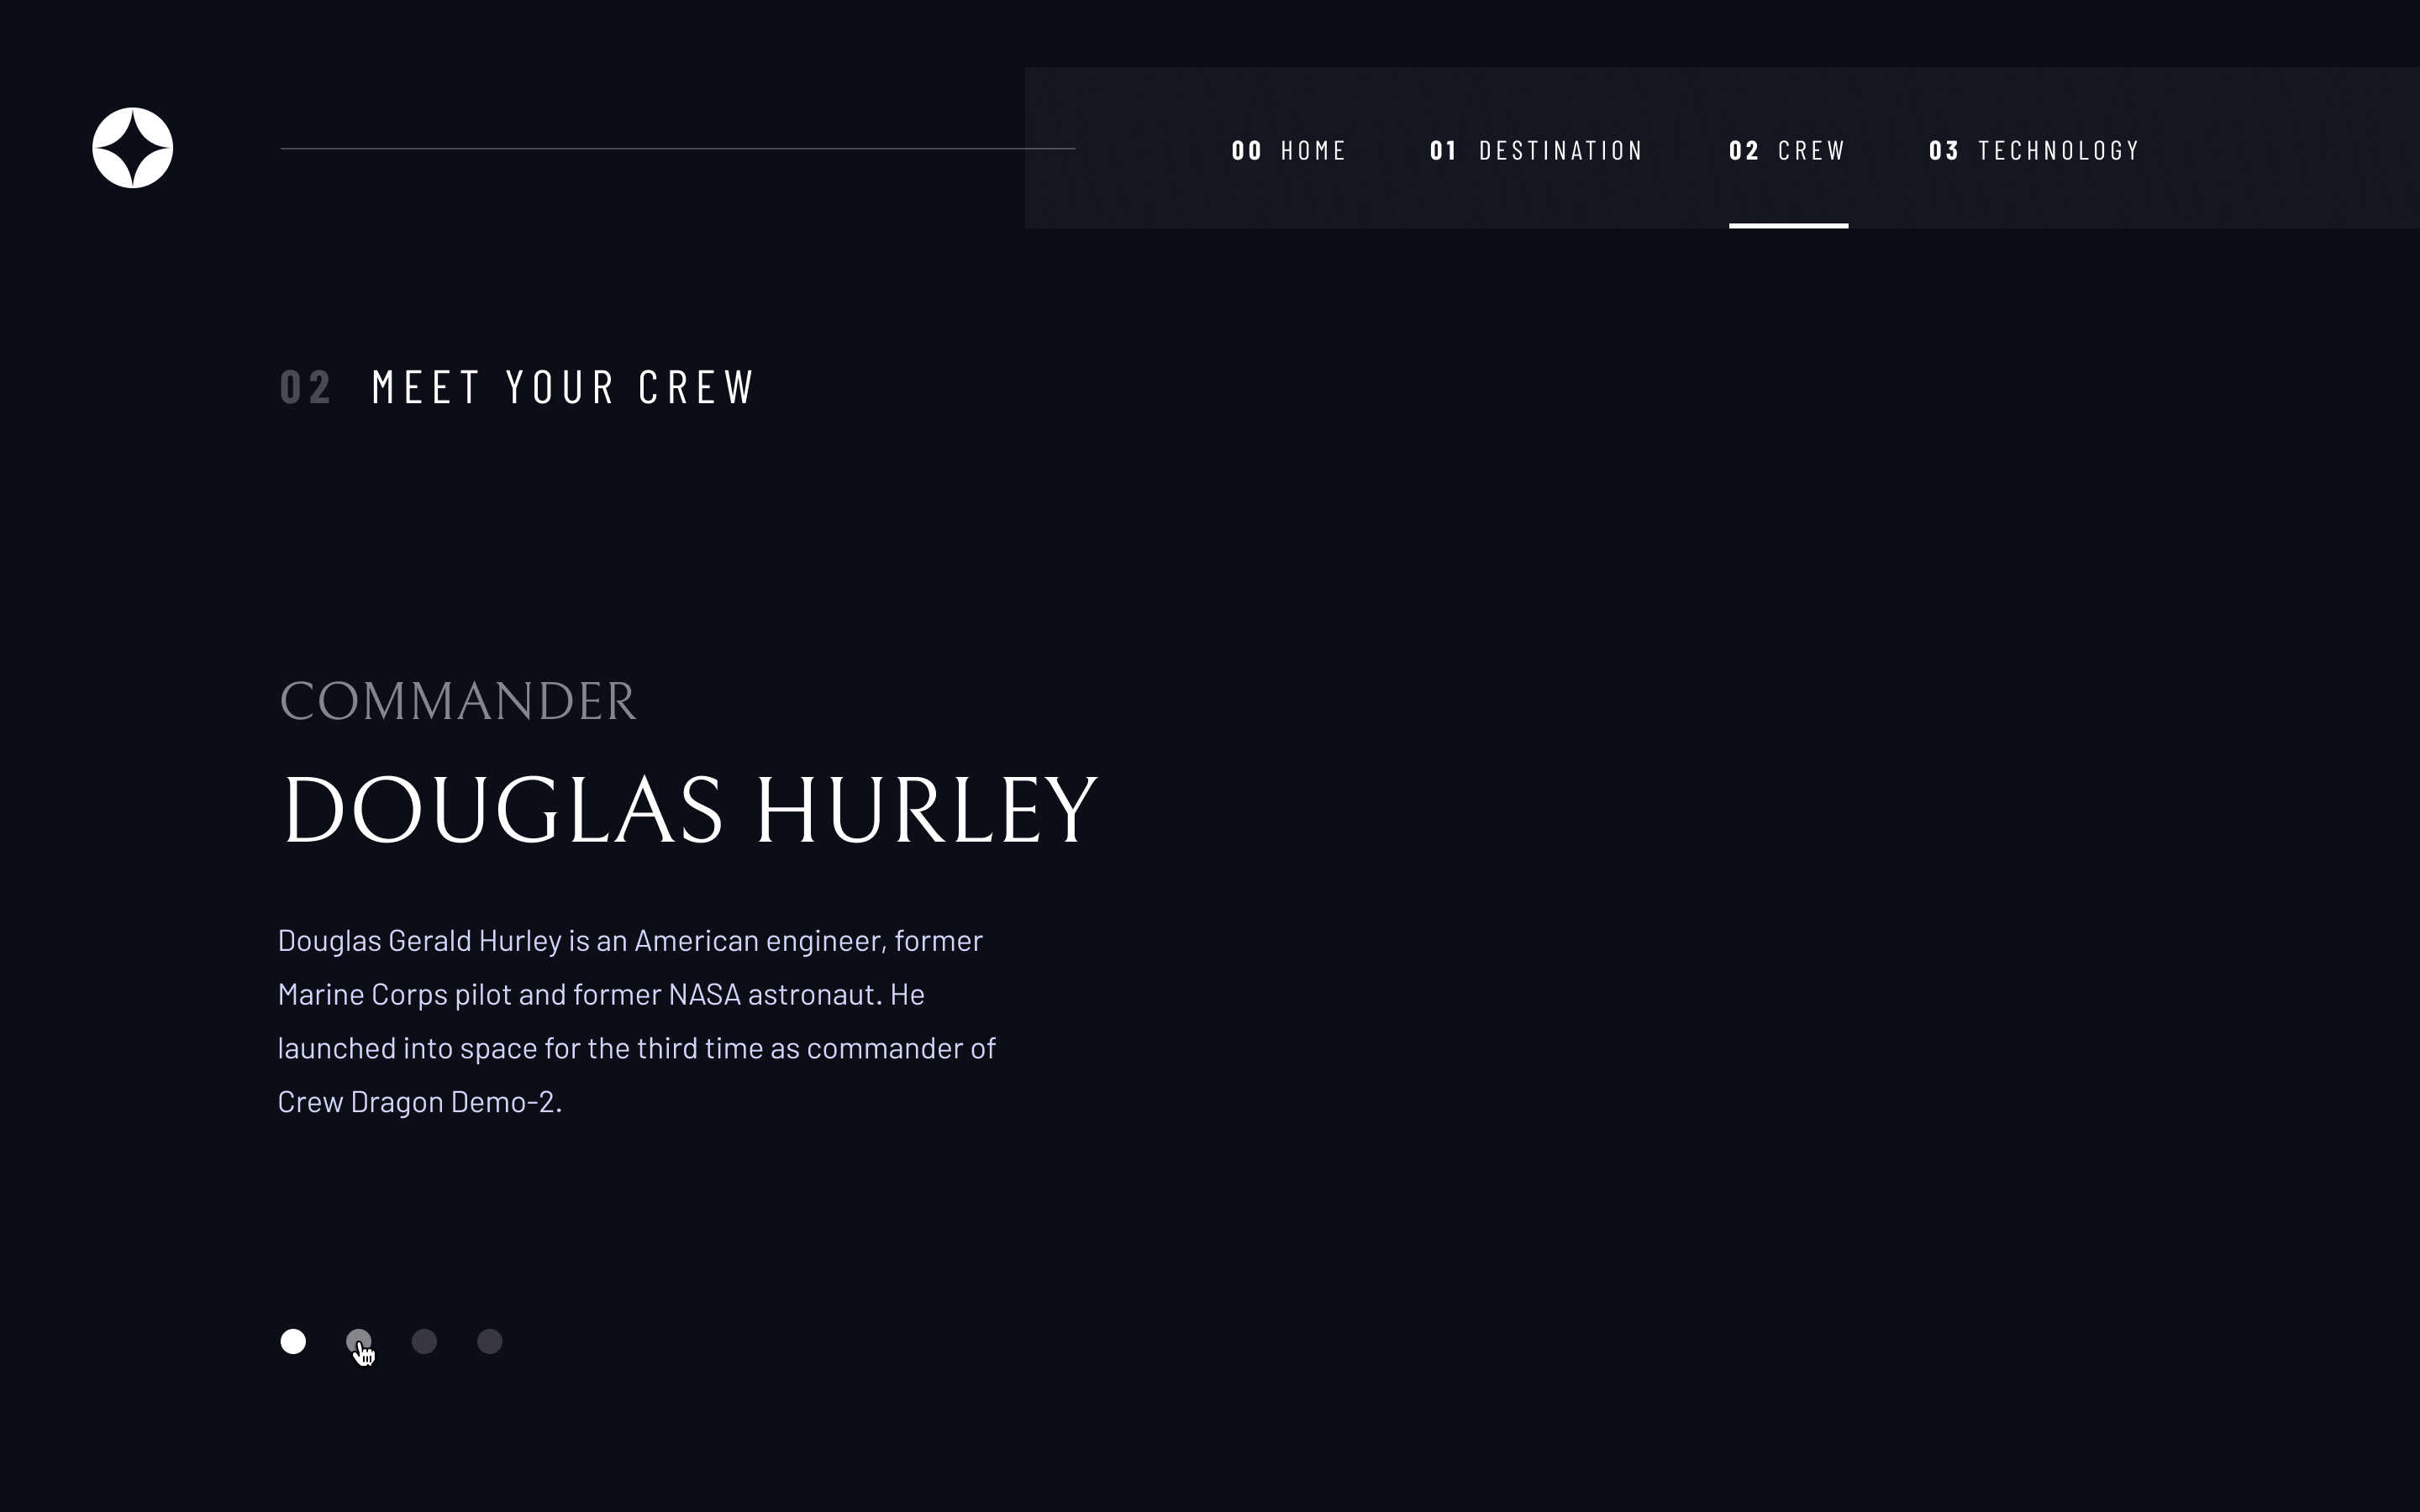 00 HOME 01 DESTINATION 02 CREW 03 TECHNOLOGY
02 MEET YOUR CREW
COMMANDER
DOUGLAS HURLEY
Douglas Gerald Hurley is an American engineer, former
Marine Corps pilot and former NASA astronaut. He
launched into space for the third time as commander of
Crew Dragon Demo-2.